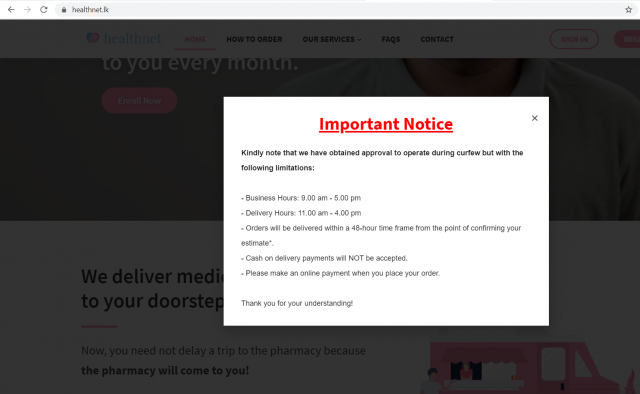 healthnet.lk
healthnet
HOME
HOW TO ORDER
OUR SERVICES
FAQS
CONTACT
SIGN IN
to you every month.
Enroll Now
Important Notice
Kindly note that we have obtained approval to operate during curfew but with the
following limitations:
- Business Hours: 9.00 am - 5.00 pm
- Delivery Hours: 11.00 am - 4.00 pm
- Orders will be delivered within a 48-hour time frame from the point of confirming your
estimate*.
- Cash on delivery payments will NOT be accepted.
- Please make an online payment when you place your order.
Thank you for your understanding!
We deliver medi
to your doorstep
Now, you need not delay a trip to the pharmacy because
the pharmacy will come to you!